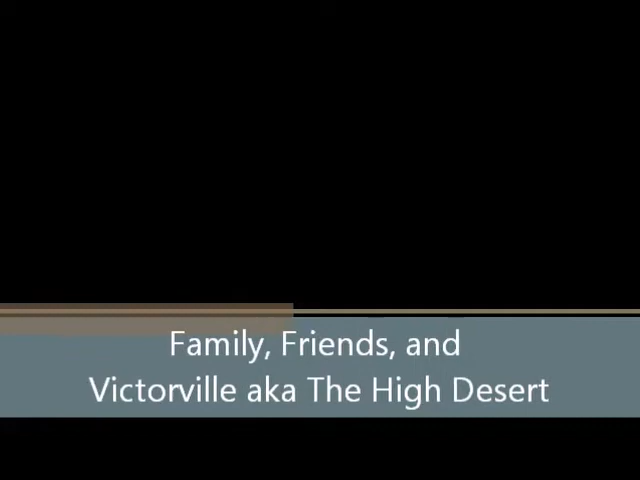 Family, Friends, and
Victorville aka The High Desert